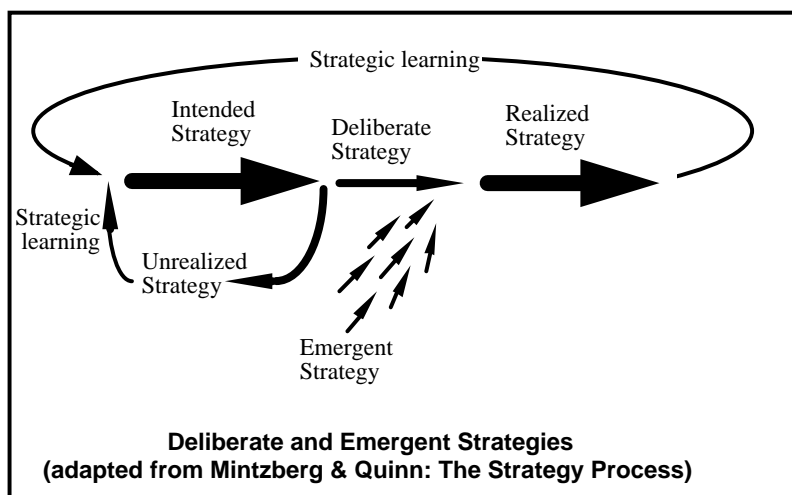 Strategic learning
Intended
Strategy
Deliberate
Strategy
Realized
Strategy
Strategic
learning
Unrealized
Strategy
Emergent
Strategy
Deliberate and Emergent Strategies
(adapted from Mintzberg & Quinn: The Strategy Process)